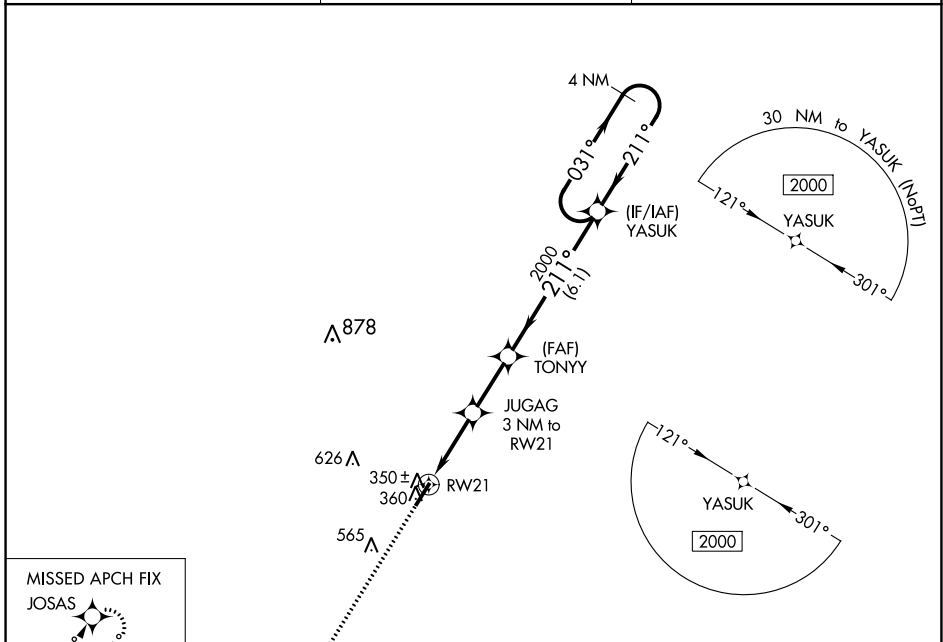 4 NM
031°
211°
(IF/IAF)
YASUK
2000
211°
(6.1)
30 NM to YASUK (NoPT)
2000
121°
YASUK
301°
878
(FAF)
TONYY
JUGAG
3 NM to
RW21
626
350 ±
360
RW21
565
121°
YASUK
301°
2000
MISSED APCH FIX
JOSAS